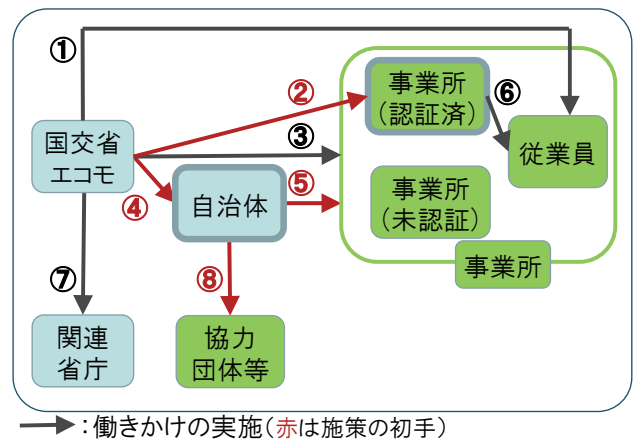 ①
②
事業所
（認証済）
⑥
国交省
エコモ
③
従業員
④
自治体
⑤
事業所
（未認証）
事業所
⑦
⑧
関連
省庁
協力
団体等
：働きかけの実施（赤は施策の初手）